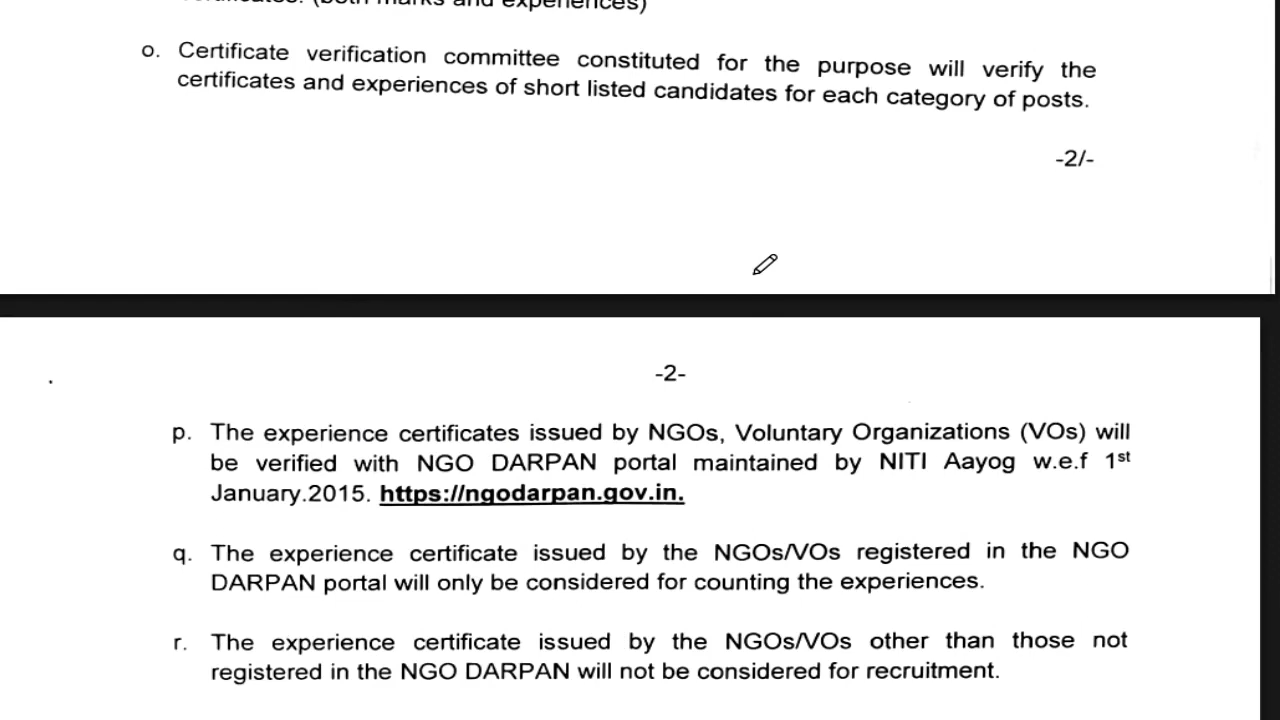 certificates. (both marks and experiences)
o. Certificate verification committee constituted for the purpose will verify the
certificates and experiences of short listed candidates for each category of posts.
-2/-
-2-
p. The experience certificates issued by NGOs, Voluntary Organizations (VOs) will
be verified with NGO DARPAN portal maintained by NITI Aayog w.e.f 1st
January.2015. https://ngodarpan.gov.in.
q. The experience certificate issued by the NGOs/VOs registered in the NGO
DARPAN portal will only be considered for counting the experiences.
r. The experience certificate issued by the NGOs/VOs other than those not
registered in the NGO DARPAN will not be considered for recruitment.